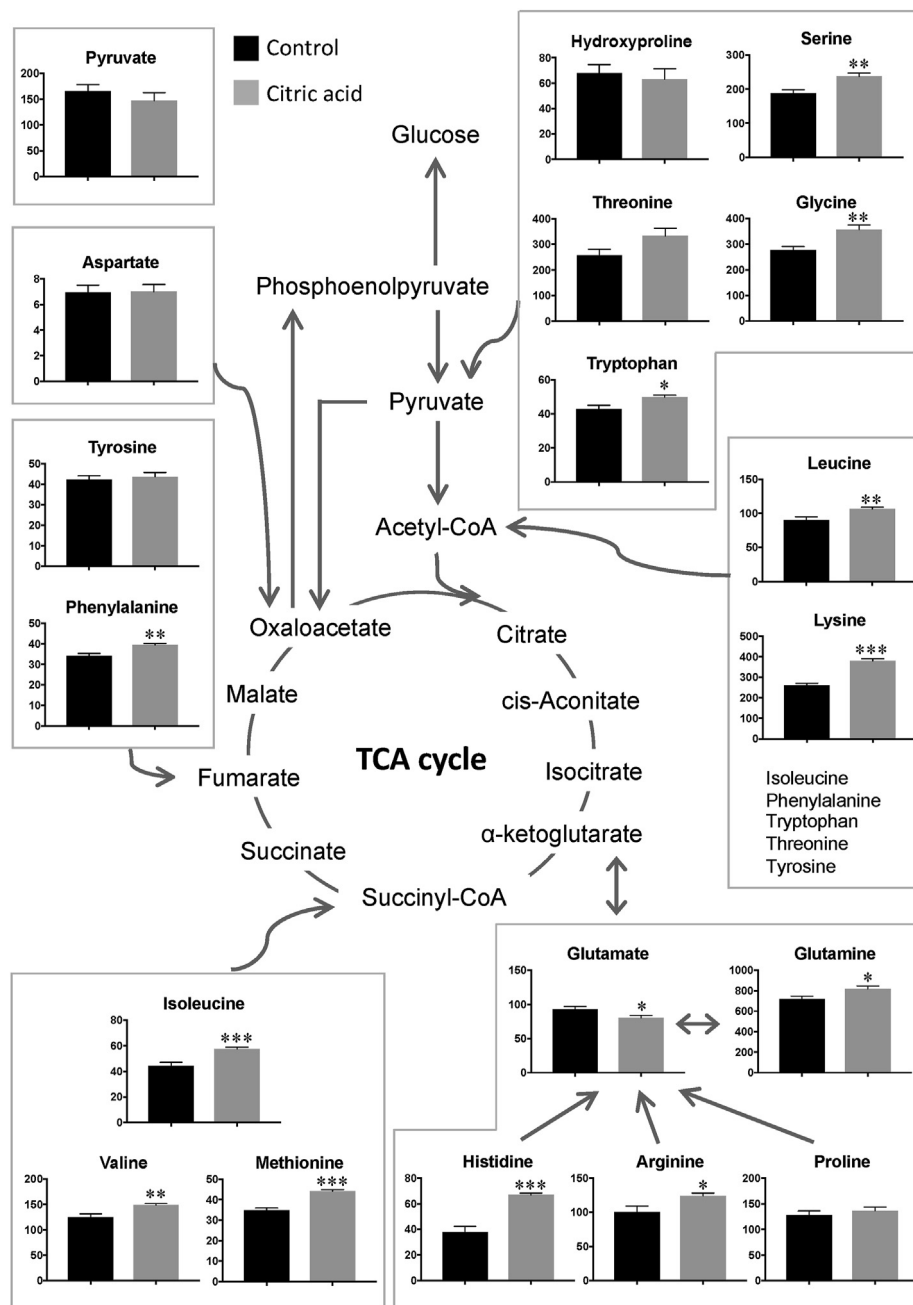 Control
Citric acid
Pyruvate
200
150
100
50
0
Aspartate
8
6
4
2
0
Tyrosine
50
40
30
20
10
0
Phenylalanine
**
50
40
30
20
10
0
Hydroxyproline
80
60
40
20
0
Serine
**
300
200
100
0
Threonine
400
300
200
100
0
Glycine
**
400
300
200
100
0
Tryptophan
*
60
40
20
0
Leucine
**
150
100
50
0
Lysine
***
500
400
300
200
100
0
Isoleucine
Phenylalanine
Tryptophan
Threonine
Tyrosine
Glucose
Phosphoenolpyruvate
Pyruvate
Acetyl-CoA
Oxaloacetate
Citrate
Malate
cis-Aconitate
TCA cycle
Fumarate
Isocitrate
α-ketoglutarate
Succinate
Succinyl-CoA
Isoleucine
***
80
60
40
20
0
Valine
**
200
150
100
50
0
Methionine
***
50
40
30
20
10
0
Glutamate
*
150
100
50
0
Glutamine
*
1000
800
600
400
200
0
Histidine
***
80
60
40
20
0
Arginine
*
150
100
50
0
Proline
200
150
100
50
0